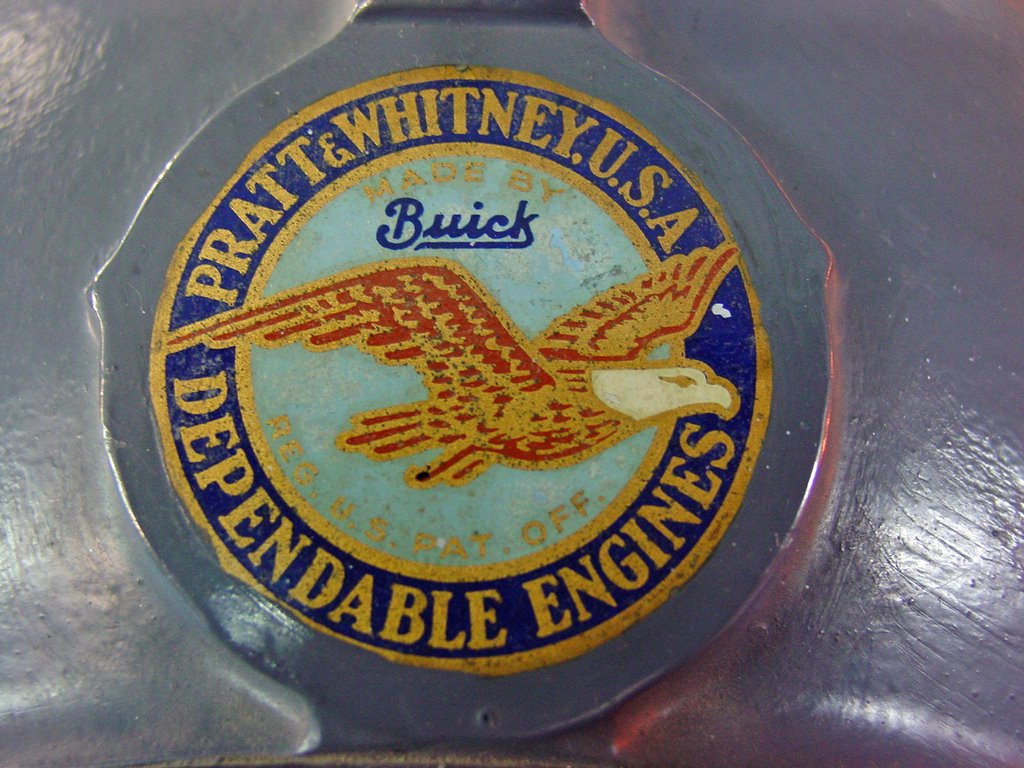 PRATT & WHITNEY.U.S.A
MADE BY
Buick
REG. U.S. PAT. OFF.
DEPENDABLE ENGINES